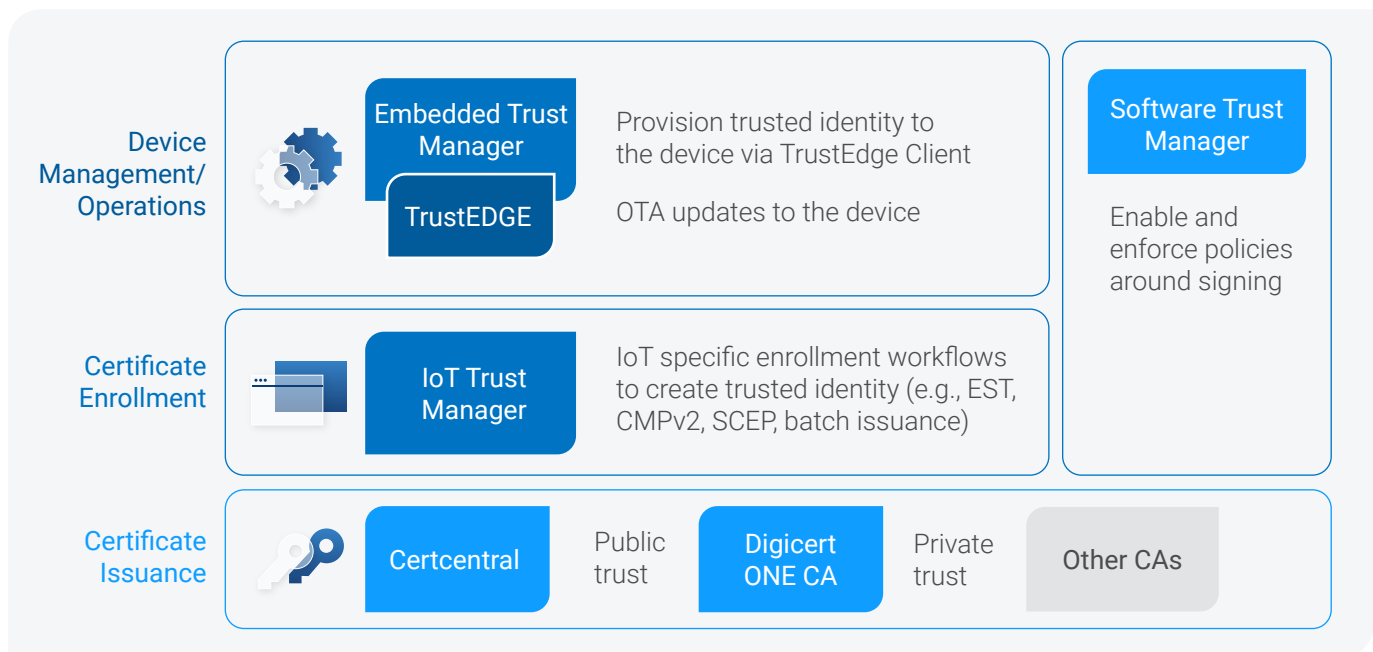 Device
Management/
Operations
Embedded Trust
Manager
TrustEDGE
Provision trusted identity to
the device via TrustEdge Client
OTA updates to the device
Software Trust
Manager
Enable and
enforce policies
around signing
Certificate
Enrollment
IoT Trust
Manager
IoT specific enrollment workflows
to create trusted identity (e.g., EST,
CMPv2, SCEP, batch issuance)
Certificate
Issuance
Certcentral
Public
trust
Digicert
ONE CA
Private
trust
Other CAs